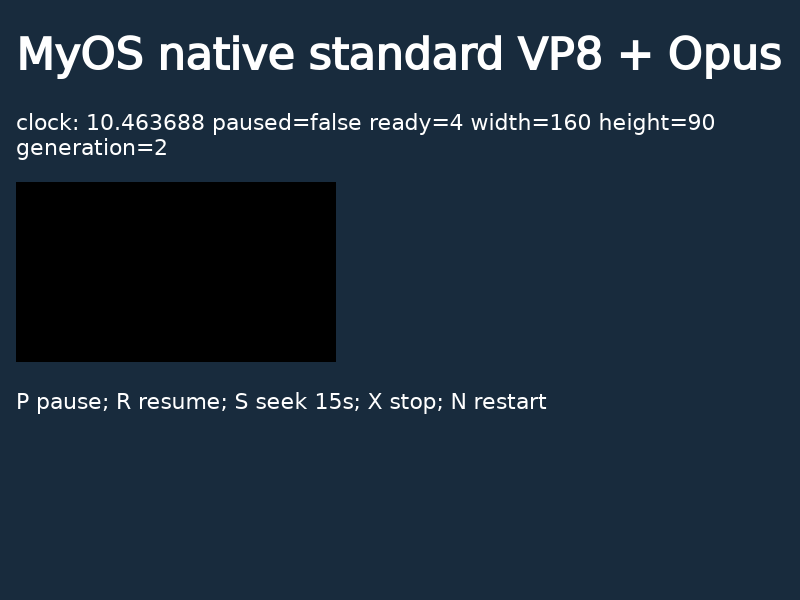 MyOS native standard VP8 + Opus
clock: 10.463688 paused=false ready=4 width=160 height=90
generation=2
P pause; R resume; S seek 15s; X stop; N restart